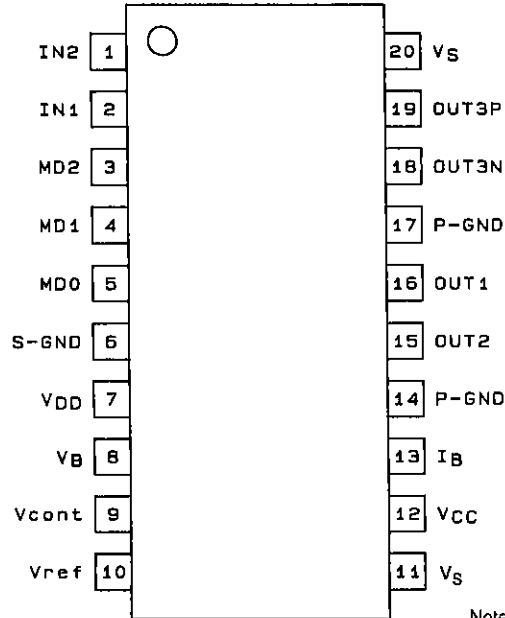 IN2 1 20 VS
IN1 2 19 OUT3P
MD2 3 18 OUT3N
MD1 4 17 P-GND
MD0 5 16 OUT1
S-GND 6 15 OUT2
VDD 7 14 P-GND
VB 8 13 IB
Vcont 9 12 VCC
Vref 10 11 VS
Note